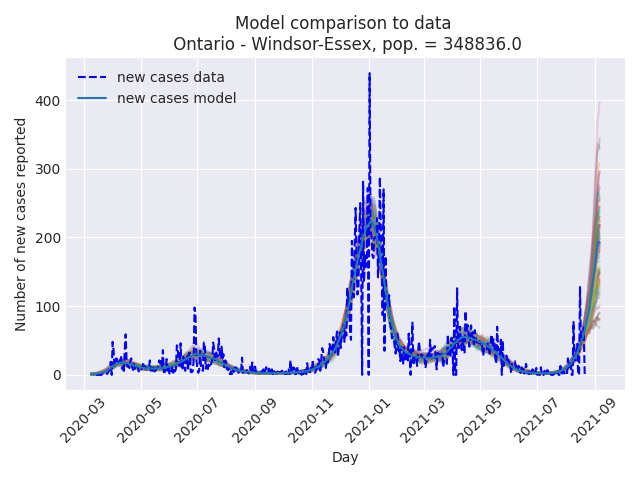 Model comparison to data
Ontario - Windsor-Essex, pop. = 348836.0
new cases data
new cases model
Number of new cases reported
400
300
200
100
0
2020-03
2020-05
2020-07
2020-09
2020-11
2021-01
2021-03
2021-05
2021-07
2021-09
Day